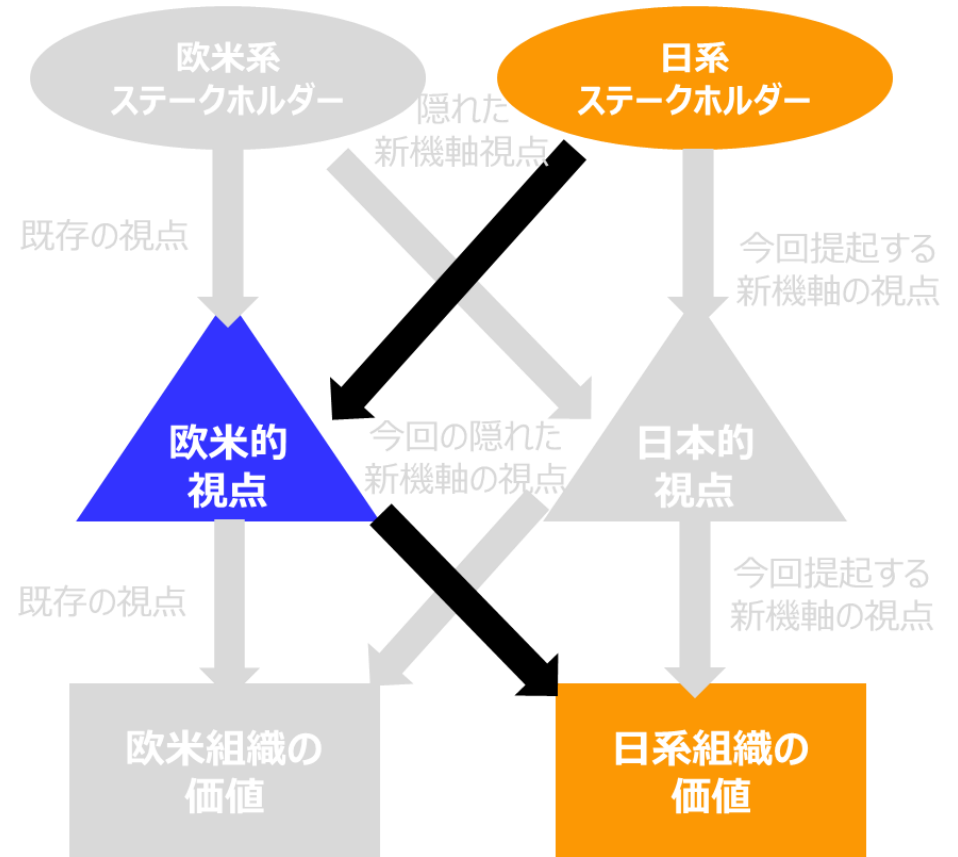 欧米系
ステークホルダー
日系
ステークホルダー
隠れた
新機軸視点
既存の視点
今回提起する
新機軸の視点
欧米的
視点
今回の隠れた
新機軸の視点
日本的
視点
既存の視点
今回提起する
新機軸の視点
欧米組織の
価値
日系組織の
価値